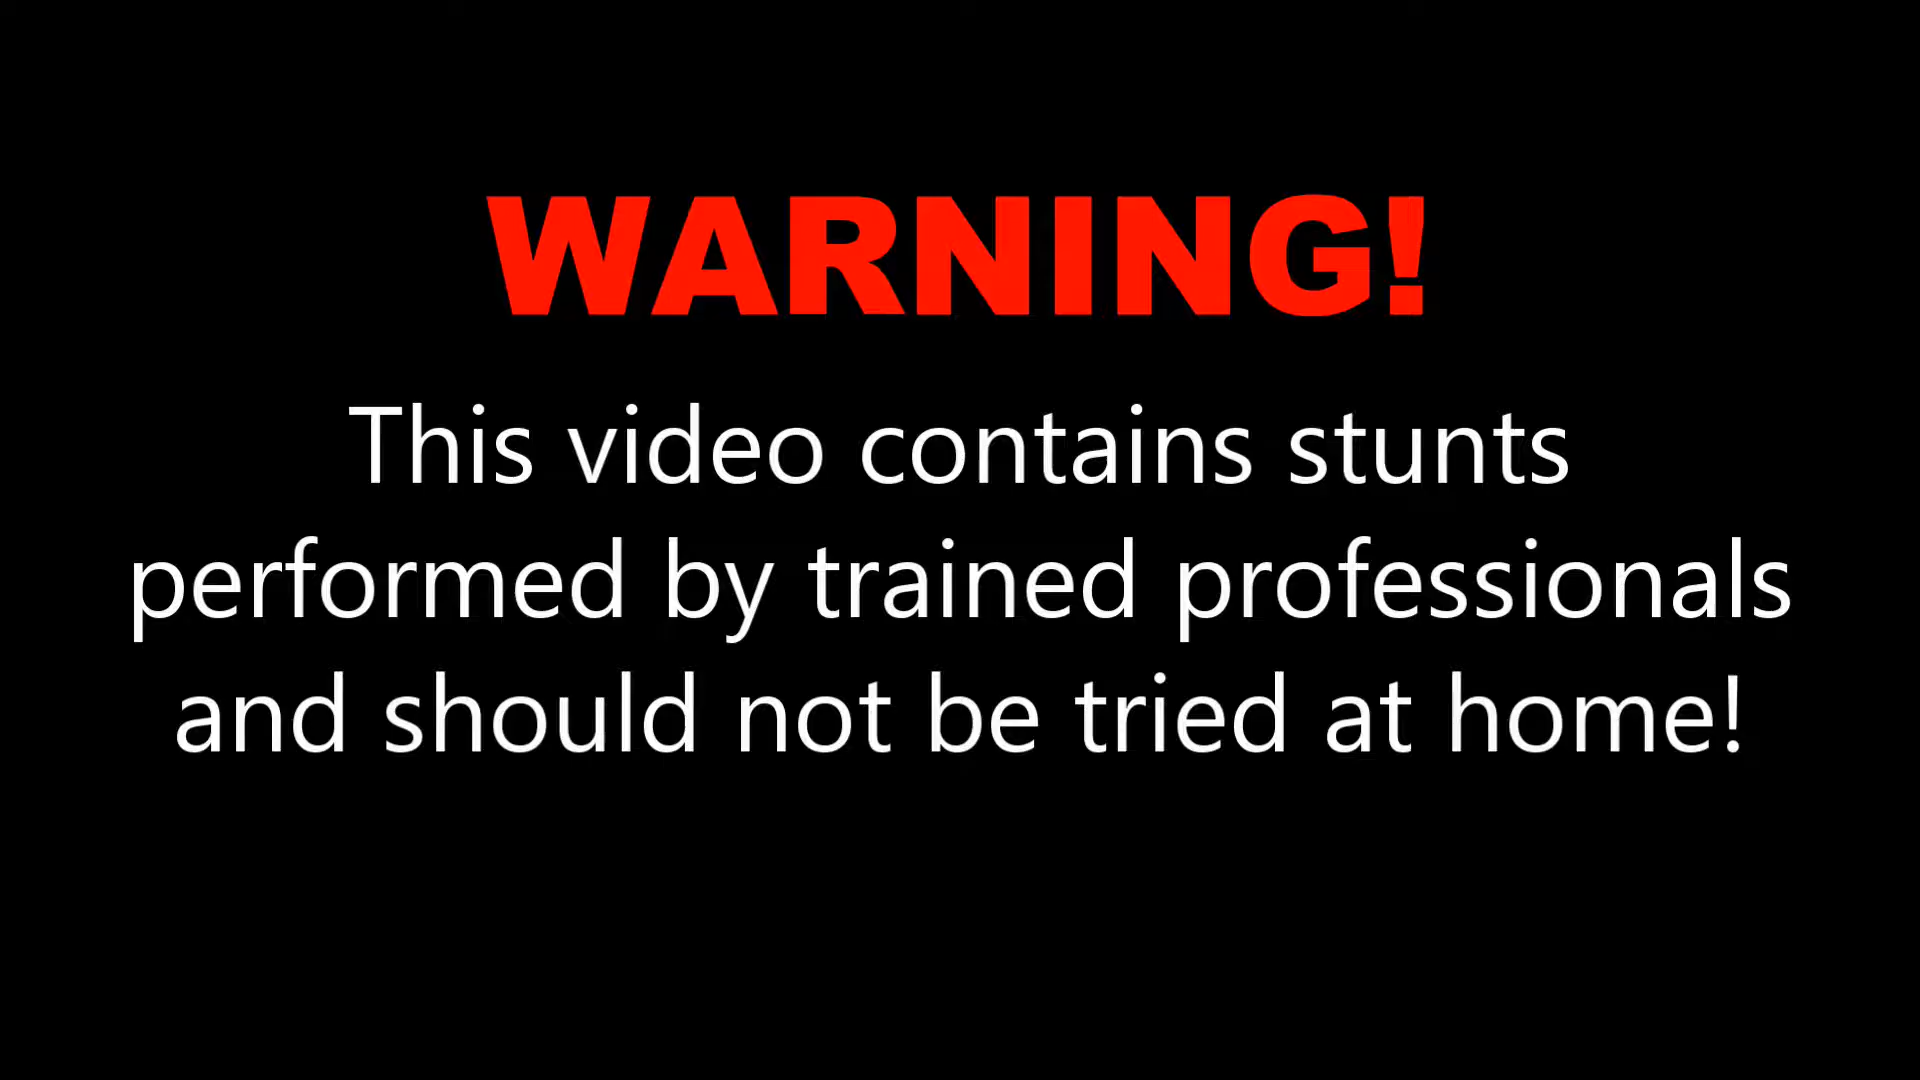 WARNING!
This video contains stunts
performed by trained professionals
and should not be tried at home!